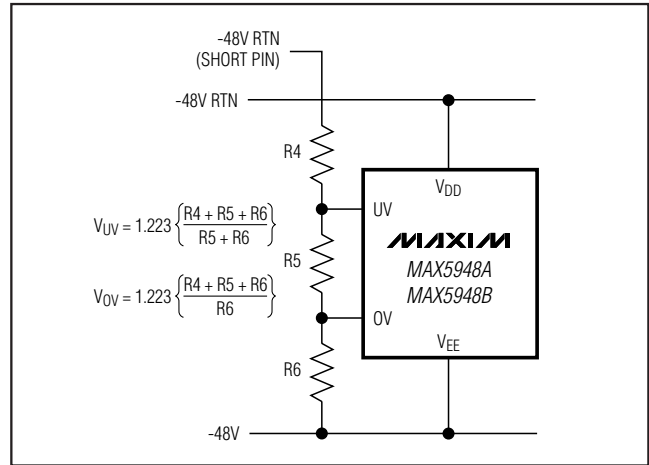 -48V RTN
(SHORT PIN)
-48V RTN
R4
VDD
UV
VUV = 1.223 {(R4 + R5 + R6) / (R5 + R6)}
MAXIM
R5
MAX5948A
MAX5948B
VOV = 1.223 {(R4 + R5 + R6) / R6}
OV
VEE
R6
-48V